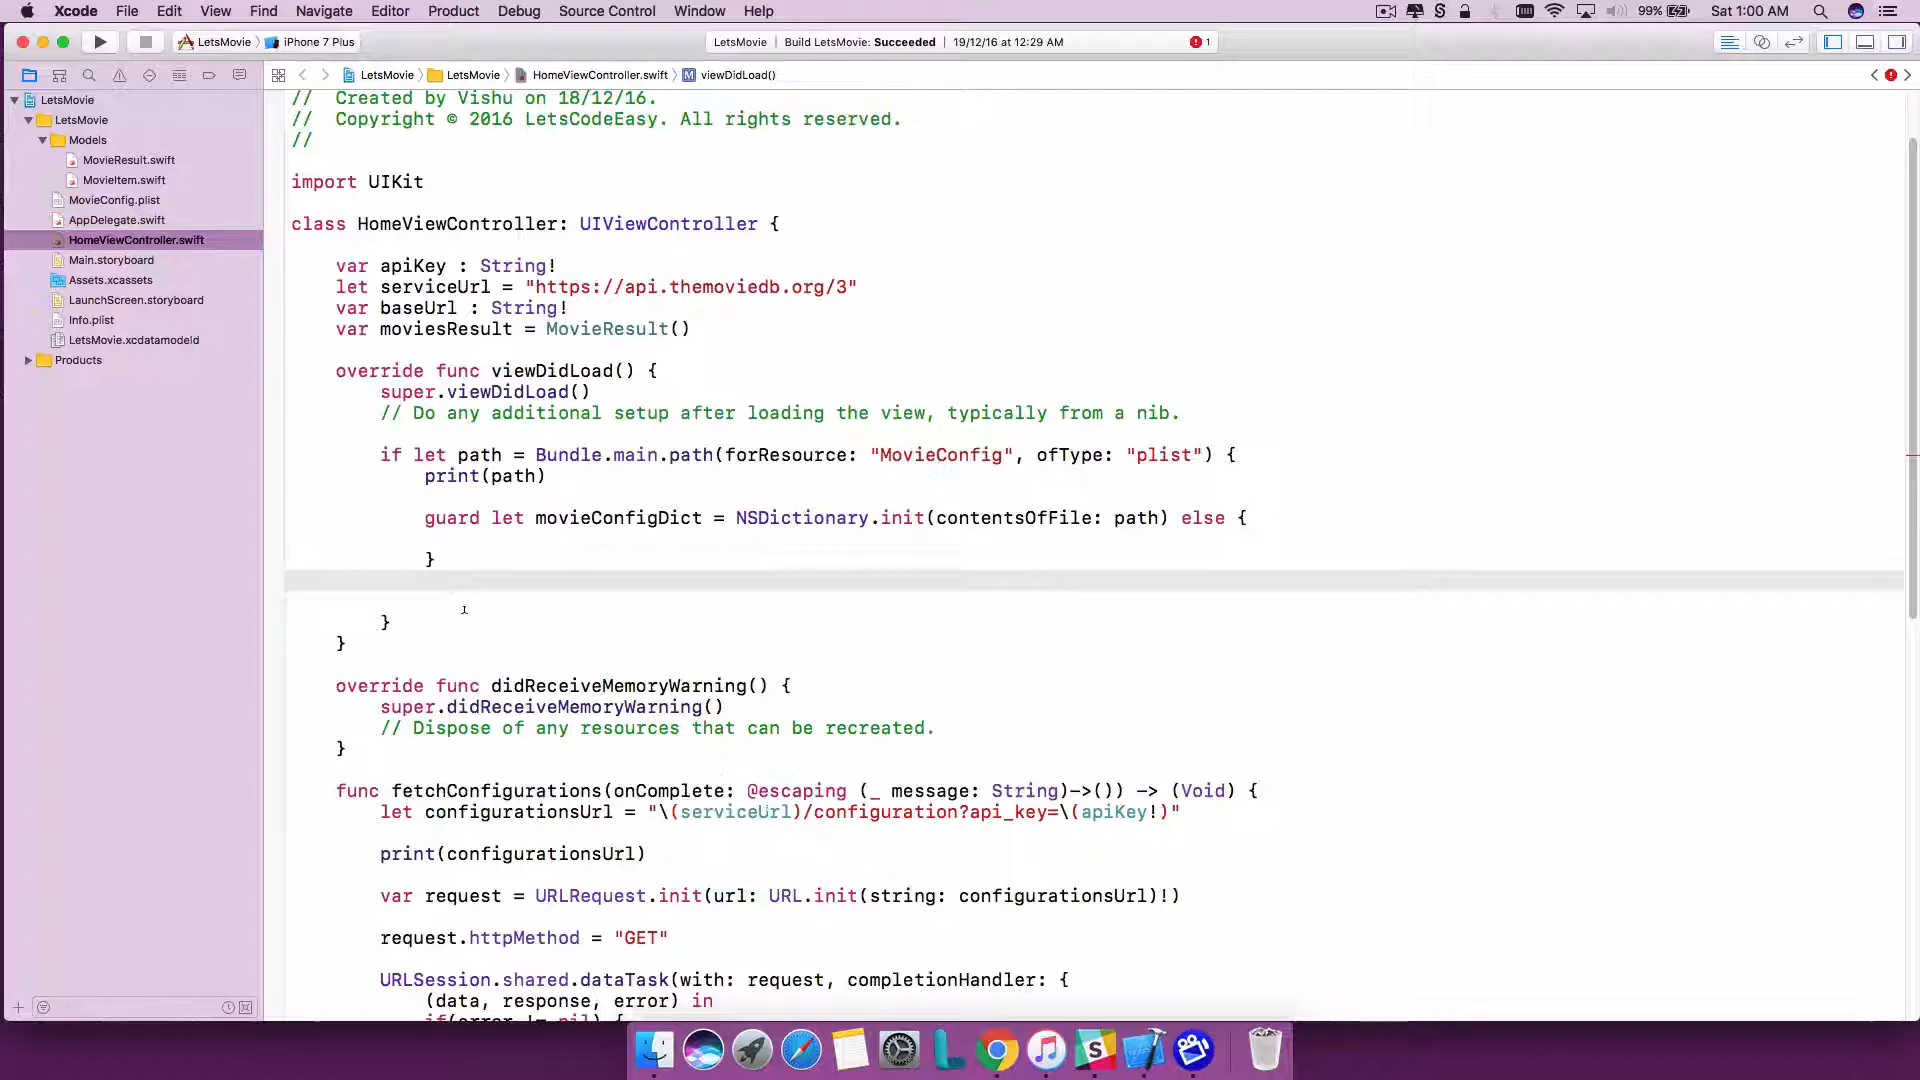 Xcode File Edit View Find Navigate Editor Product Debug Source Control Window Help
99% Sat 1:00 AM
LetsMovie iPhone 7 Plus
LetsMovie Build LetsMovie: Succeeded 19/12/16 at 12:29 AM
1
LetsMovie LetsMovie HomeViewController.swift M viewDidLoad()
LetsMovie
LetsMovie
Models
MovieResult.swift
MovieItem.swift
MovieConfig.plist
AppDelegate.swift
HomeViewController.swift
Main.storyboard
Assets.xcassets
LaunchScreen.storyboard
Info.plist
LetsMovie.xcdatamodeld
Products
// Created by Vishu on 18/12/16.
// Copyright © 2016 LetsCodeEasy. All rights reserved.
//
import UIKit
class HomeViewController: UIViewController {
var apiKey : String!
let serviceUrl = "https://api.themoviedb.org/3"
var baseUrl : String!
var moviesResult = MovieResult()
override func viewDidLoad() {
super.viewDidLoad()
// Do any additional setup after loading the view, typically from a nib.
if let path = Bundle.main.path(forResource: "MovieConfig", ofType: "plist") {
print(path)
guard let movieConfigDict = NSDictionary.init(contentsOfFile: path) else {
}
}
}
override func didReceiveMemoryWarning() {
super.didReceiveMemoryWarning()
// Dispose of any resources that can be recreated.
}
func fetchConfigurations(onComplete: @escaping (_ message: String)->()) -> (Void) {
let configurationsUrl = "\(serviceUrl)/configuration?api_key=\(apiKey!)"
print(configurationsUrl)
var request = URLRequest.init(url: URL.init(string: configurationsUrl)!)
request.httpMethod = "GET"
URLSession.shared.dataTask(with: request, completionHandler: {
(data, response, error) in
if(error != nil) {